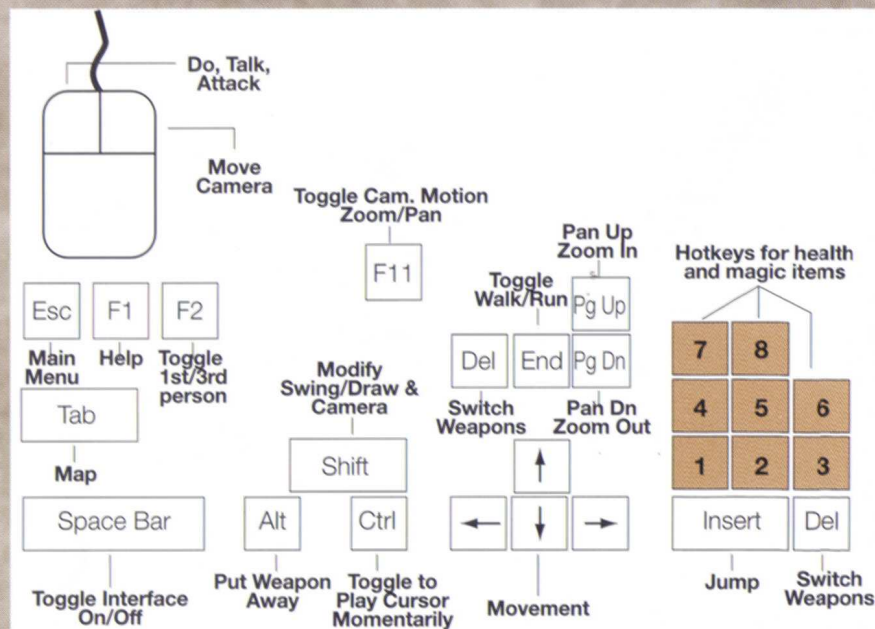 Do, Talk,
Attack
Move
Camera
Toggle Cam. Motion
Zoom/Pan
F11
Pan Up
Zoom In
Toggle
Walk/Run
Pg Up
Hotkeys for health
and magic items
Esc
F1
F2
Main
Menu
Help
Toggle
1st/3rd
person
Del
End
Pg Dn
Switch
Weapons
Pan Dn
Zoom Out
7
8
4
5
6
1
2
3
Tab
Map
Modify
Swing/Draw &
Camera
Shift
Space Bar
Alt
Ctrl
Insert
Del
Toggle Interface
On/Off
Put Weapon
Away
Toggle to
Play Cursor
Momentarily
Movement
Jump
Switch
Weapons